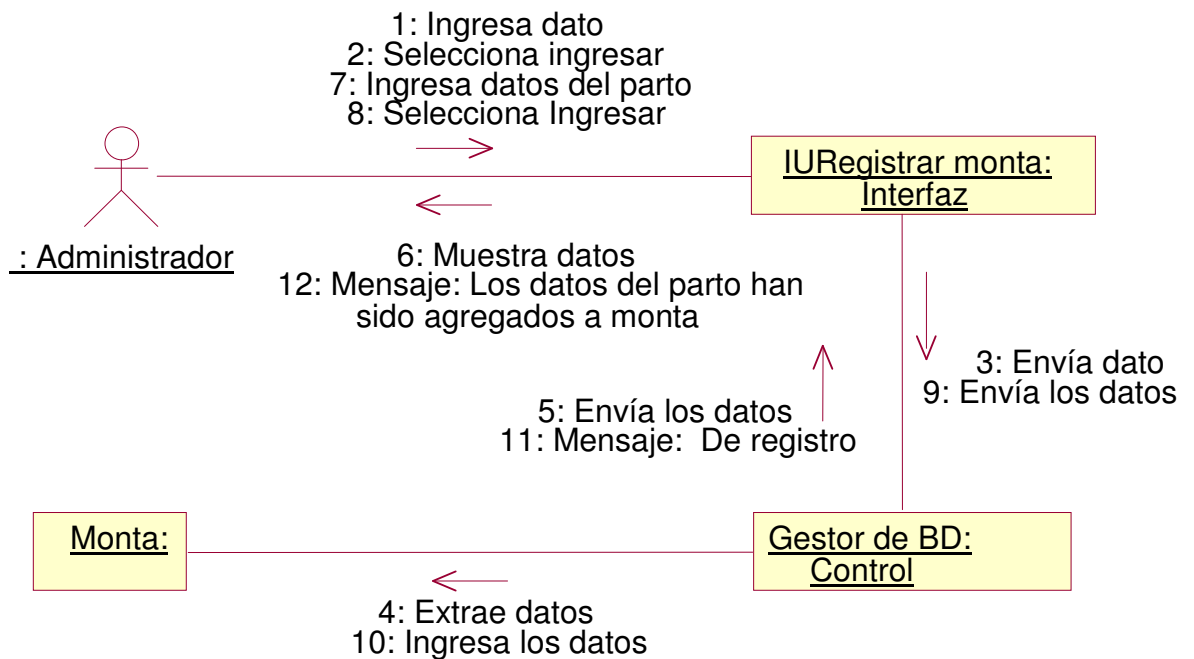 1: Ingresa dato
2: Selecciona ingresar
7: Ingresa datos del parto
8: Selecciona Ingresar
IURegistrar monta:
Interfaz
: Administrador
6: Muestra datos
12: Mensaje: Los datos del parto han
sido agregados a monta
3: Envía dato
9: Envía los datos
5: Envía los datos
11: Mensaje:  De registro
Monta:
Gestor de BD:
Control
4: Extrae datos
10: Ingresa los datos